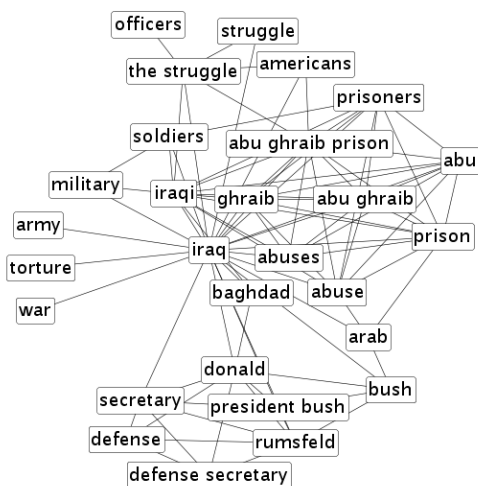 officers
struggle
the struggle
americans
prisoners
soldiers
abu ghraib prison
abu
military
iraqi
ghraib
abu ghraib
army
prison
iraq
abuses
torture
baghdad
abuse
war
arab
donald
bush
secretary
president bush
defense
rumsfeld
defense secretary